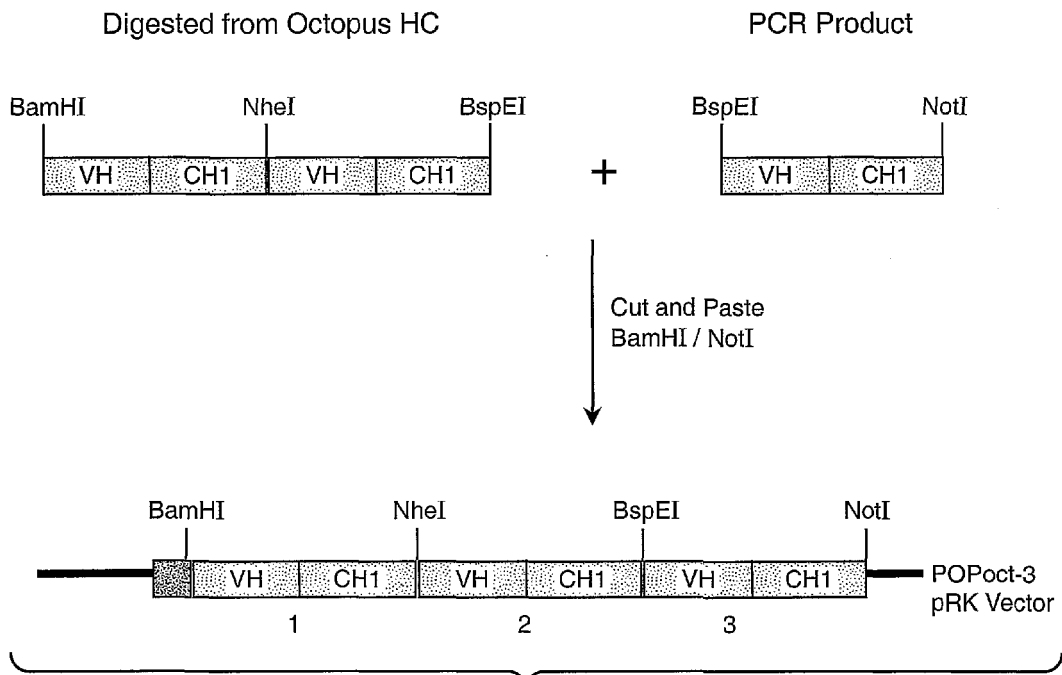 Digested from Octopus HC
PCR Product
BamHI NheI BspEI
BspEI NotI
VH CH1 VH CH1
+
VH CH1
Cut and Paste
BamHI / NotI
BamHI NheI BspEI NotI
VH CH1 VH CH1 VH CH1
POPoct-3
pRK Vector
1 2 3